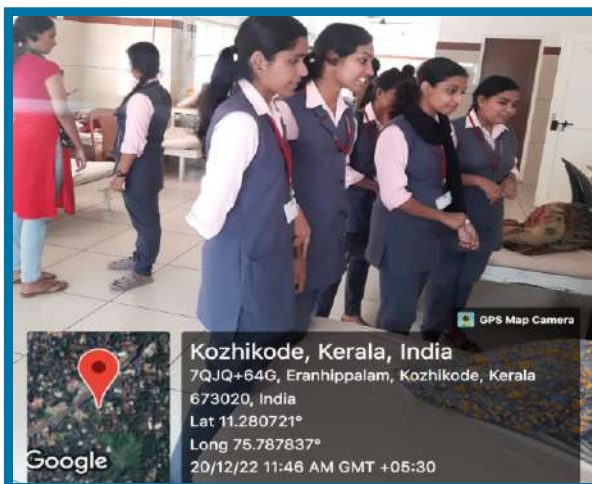 GPS Map Camera
Kozhikode, Kerala, India
7QJQ+64G, Eranhippalam, Kozhikode, Kerala
673020, India
Lat 11.280721°
Long 75.787837°
20/12/22 11:46 AM GMT +05:30
Google